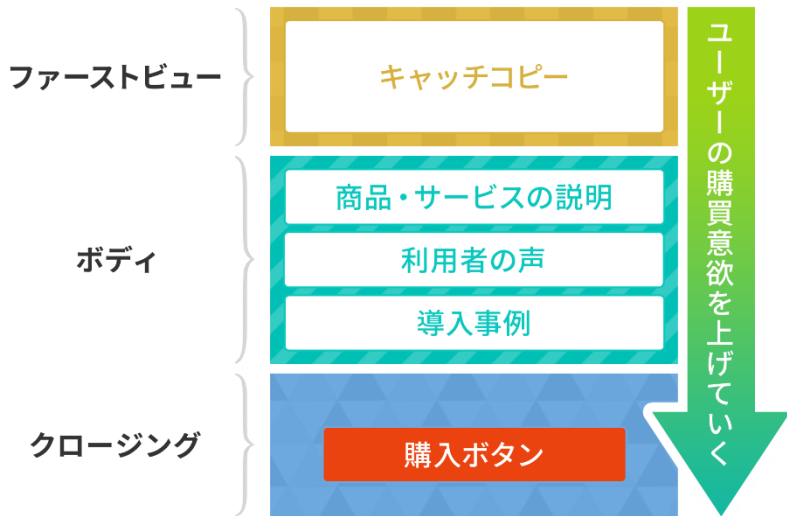 ファーストビュー
キャッチコピー
ボディ
商品・サービスの説明
利用者の声
導入事例
クロージング
購入ボタン
ユーザーの購買意欲を上げていく